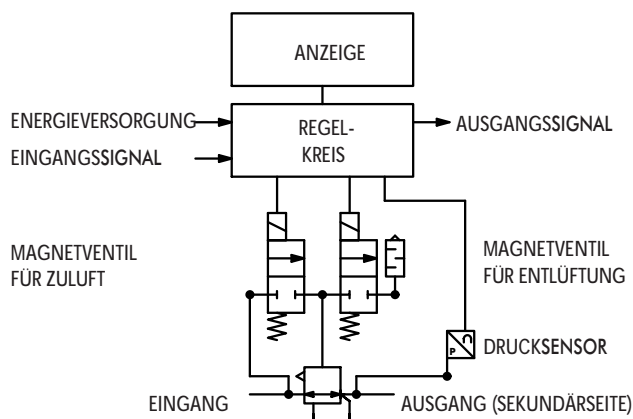 ANZEIGE
ENERGIEVERSORGUNG
REGEL-
KREIS
AUSGANGSSIGNAL
EINGANGSSIGNAL
MAGNETVENTIL
FÜR ZULUFT
MAGNETVENTIL
FÜR ENTLÜFTUNG
P
DRUCKSENSOR
EINGANG
AUSGANG (SEKUNDÄRSEITE)